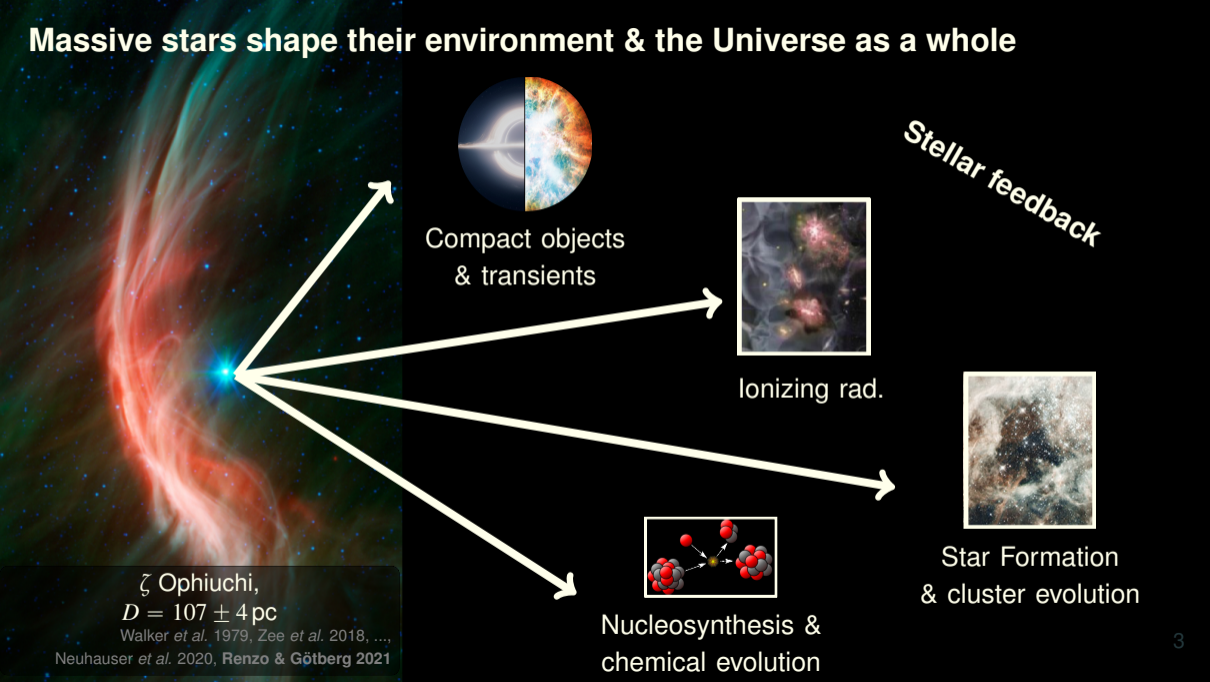 Massive stars shape their environment & the Universe as a whole
Stellar feedback
Compact objects
& transients
Ionizing rad.
Star Formation
& cluster evolution
Nucleosynthesis &
chemical evolution
ζ Ophiuchi,
D = 107 ± 4 pc
Walker et al. 1979, Zee et al. 2018, ...,
Neuhauser et al. 2020, Renzo & Götberg 2021
3